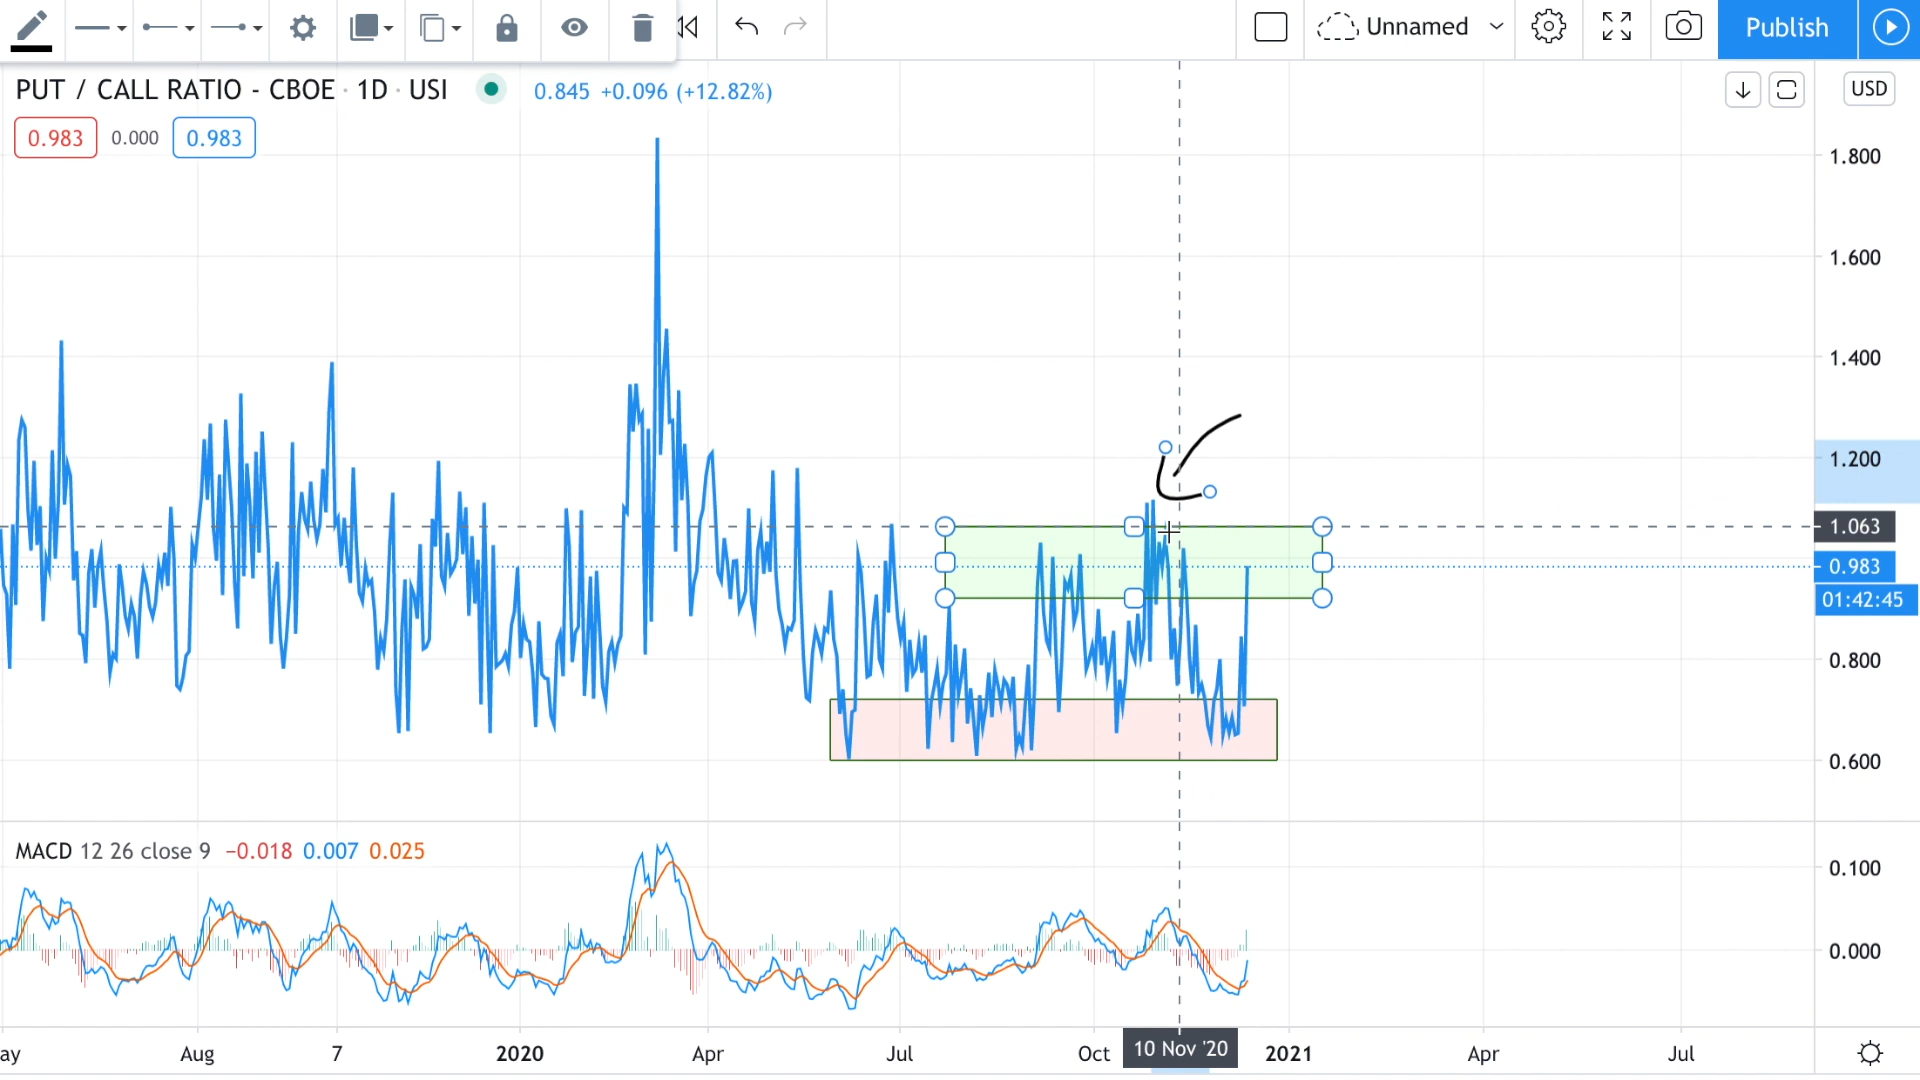 Unnamed
Publish
PUT / CALL RATIO - CBOE · 1D · USI
0.845 +0.096 (+12.82%)
USD
0.983 0.000 0.983
1.800
1.600
1.400
1.200
1.063
0.983
01:42:45
0.800
0.600
MACD 12 26 close 9 −0.018 0.007 0.025
0.100
0.000
ay Aug 7 2020 Apr Jul Oct 10 Nov '20 2021 Apr Jul